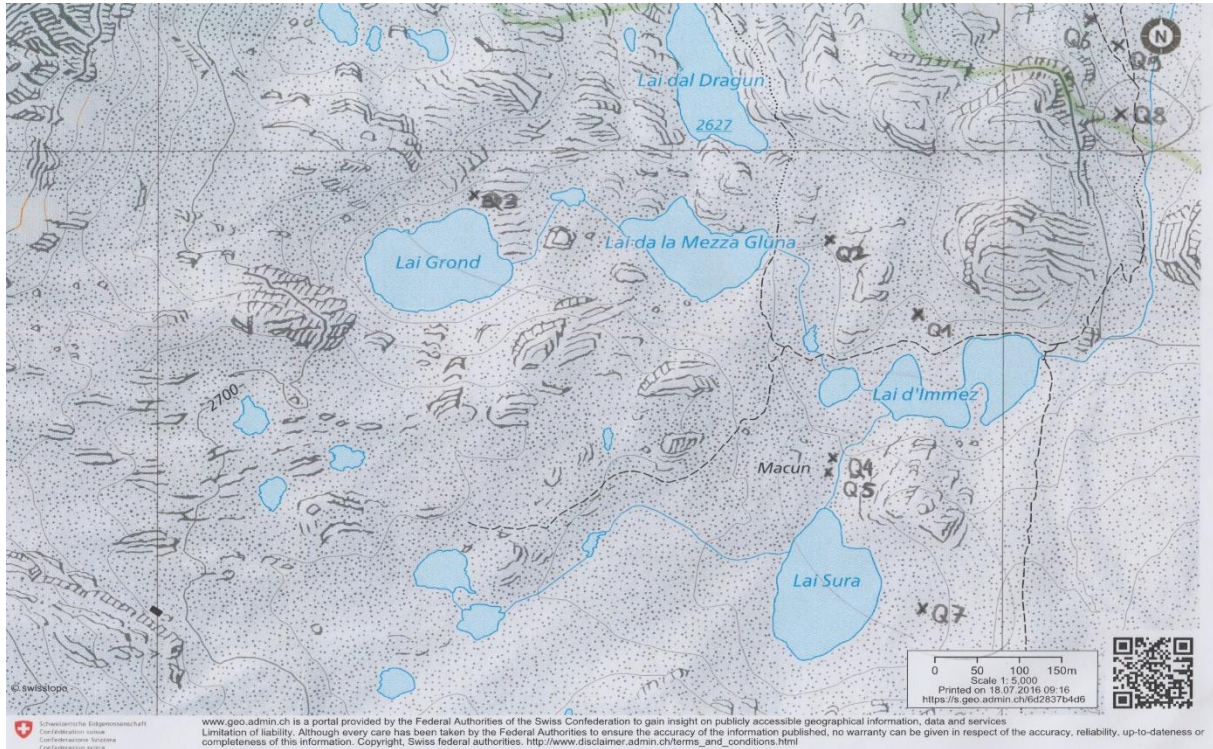 N
Q6
Q9
Lai dal Dragun
2627
Q8
Q3
Lai da la Mezza Glüna
Q2
Lai Grond
Q1
2700
Lai d'Immez
Macun
Q4
Q5
Lai Sura
Q7
0 50 100 150m
Scale 1: 5,000
Printed on 18.07.2016 09:16
https://s.geo.admin.ch/6d2837b4d6
© swisstopo
Schweizerische Eidgenossenschaft
Confédération suisse
Confederazione Svizzera
Confederaziun svizra
www.geo.admin.ch is a portal provided by the Federal Authorities of the Swiss Confederation to gain insight on publicly accessible geographical information, data and services
Limitation of liability. Although every care has been taken by the Federal Authorities to ensure the accuracy of the information published, no warranty can be given in respect of the accuracy, reliability, up-to-dateness or
completeness of this information. Copyright, Swiss federal authorities. http://www.disclaimer.admin.ch/terms_and_conditions.html